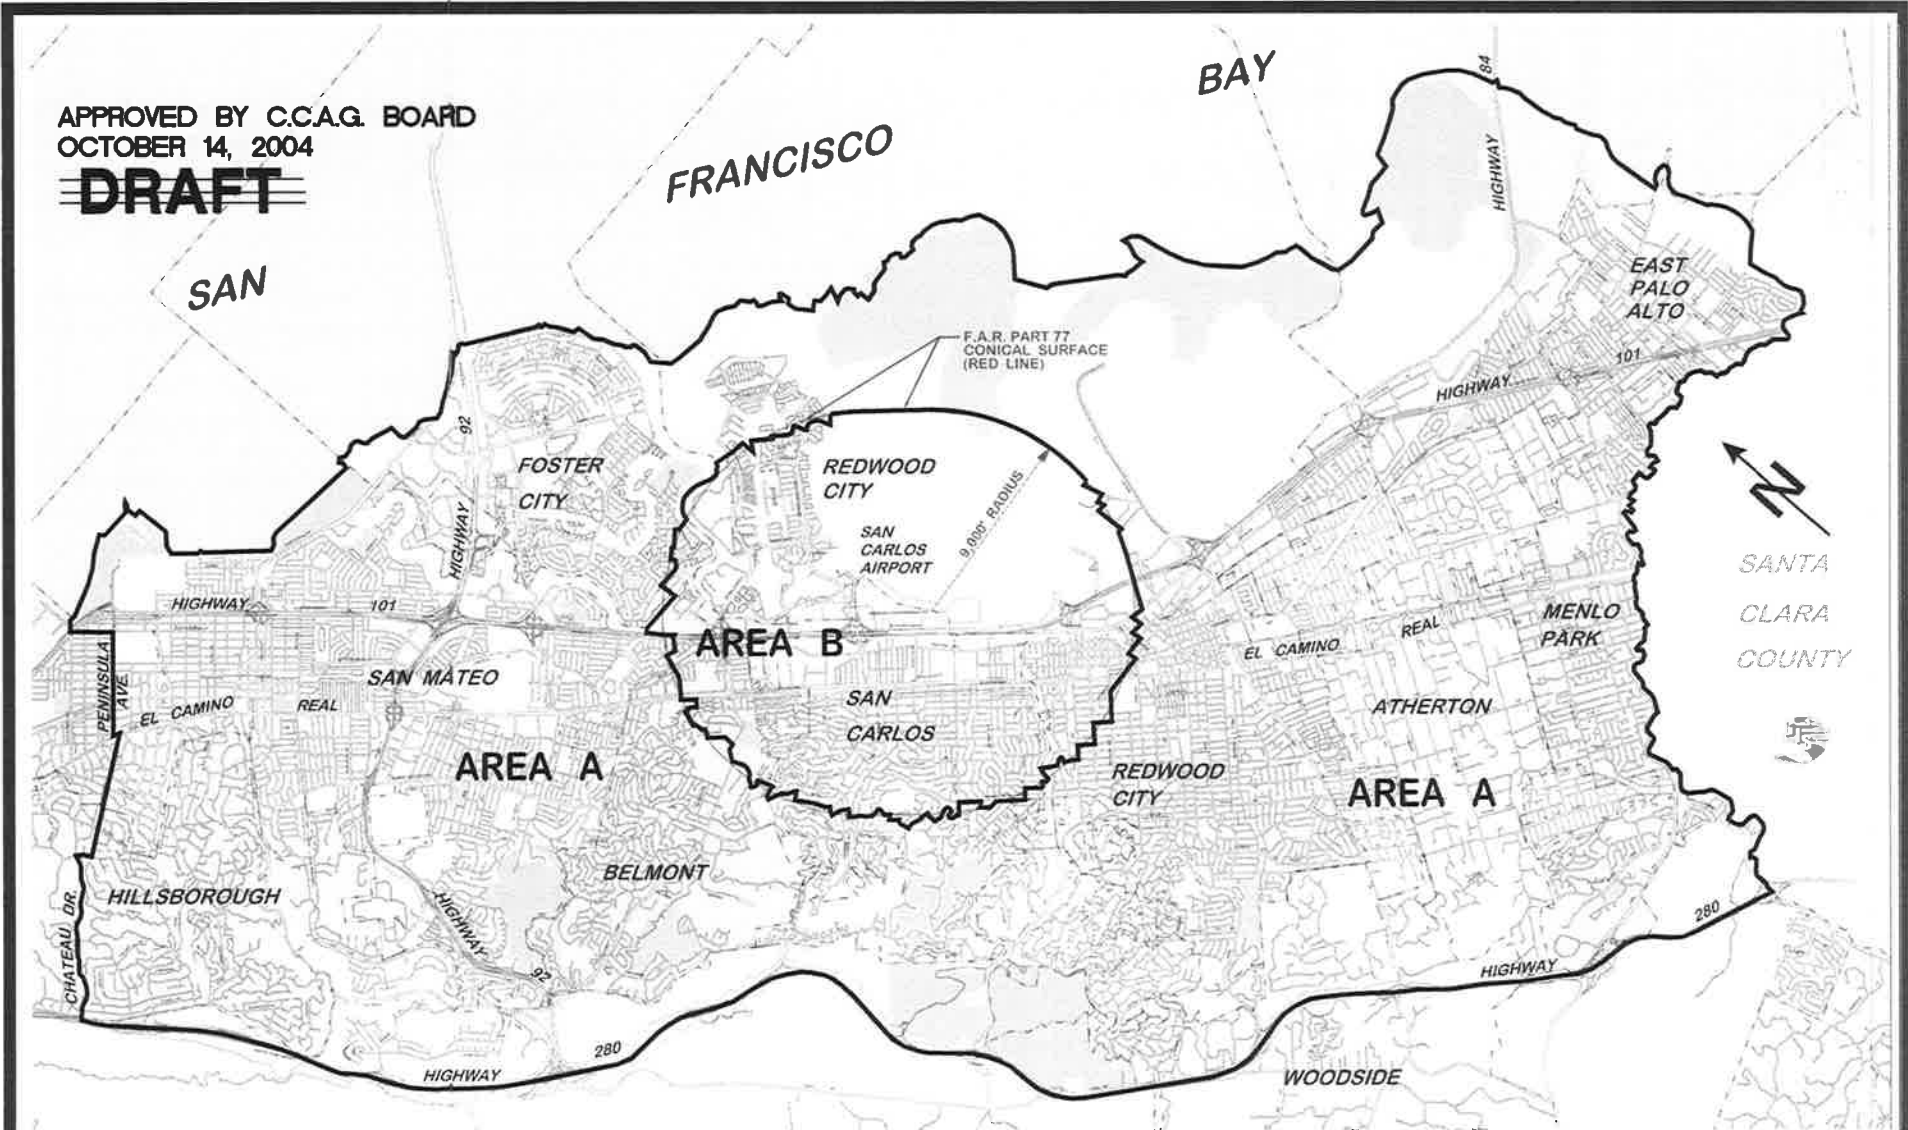 APPROVED BY C.C.A.G. BOARD
OCTOBER 14, 2004
DRAFT
SAN
FRANCISCO
BAY
84
HIGHWAY
EAST
PALO
ALTO
101
HIGHWAY
F.A.R. PART 77
CONICAL SURFACE
(RED LINE)
92
HIGHWAY
FOSTER
CITY
REDWOOD
CITY
SAN
CARLOS
AIRPORT
9,000' RADIUS
N
SANTA
CLARA
COUNTY
HIGHWAY
101
AREA B
SAN
CARLOS
EL CAMINO
REAL
MENLO
PARK
ATHERTON
PENINSULA
AVE.
EL CAMINO
REAL
SAN MATEO
AREA A
REDWOOD
CITY
AREA A
BELMONT
HILLSBOROUGH
CHATEAU DR.
HIGHWAY
92
280
HIGHWAY
280
HIGHWAY
WOODSIDE